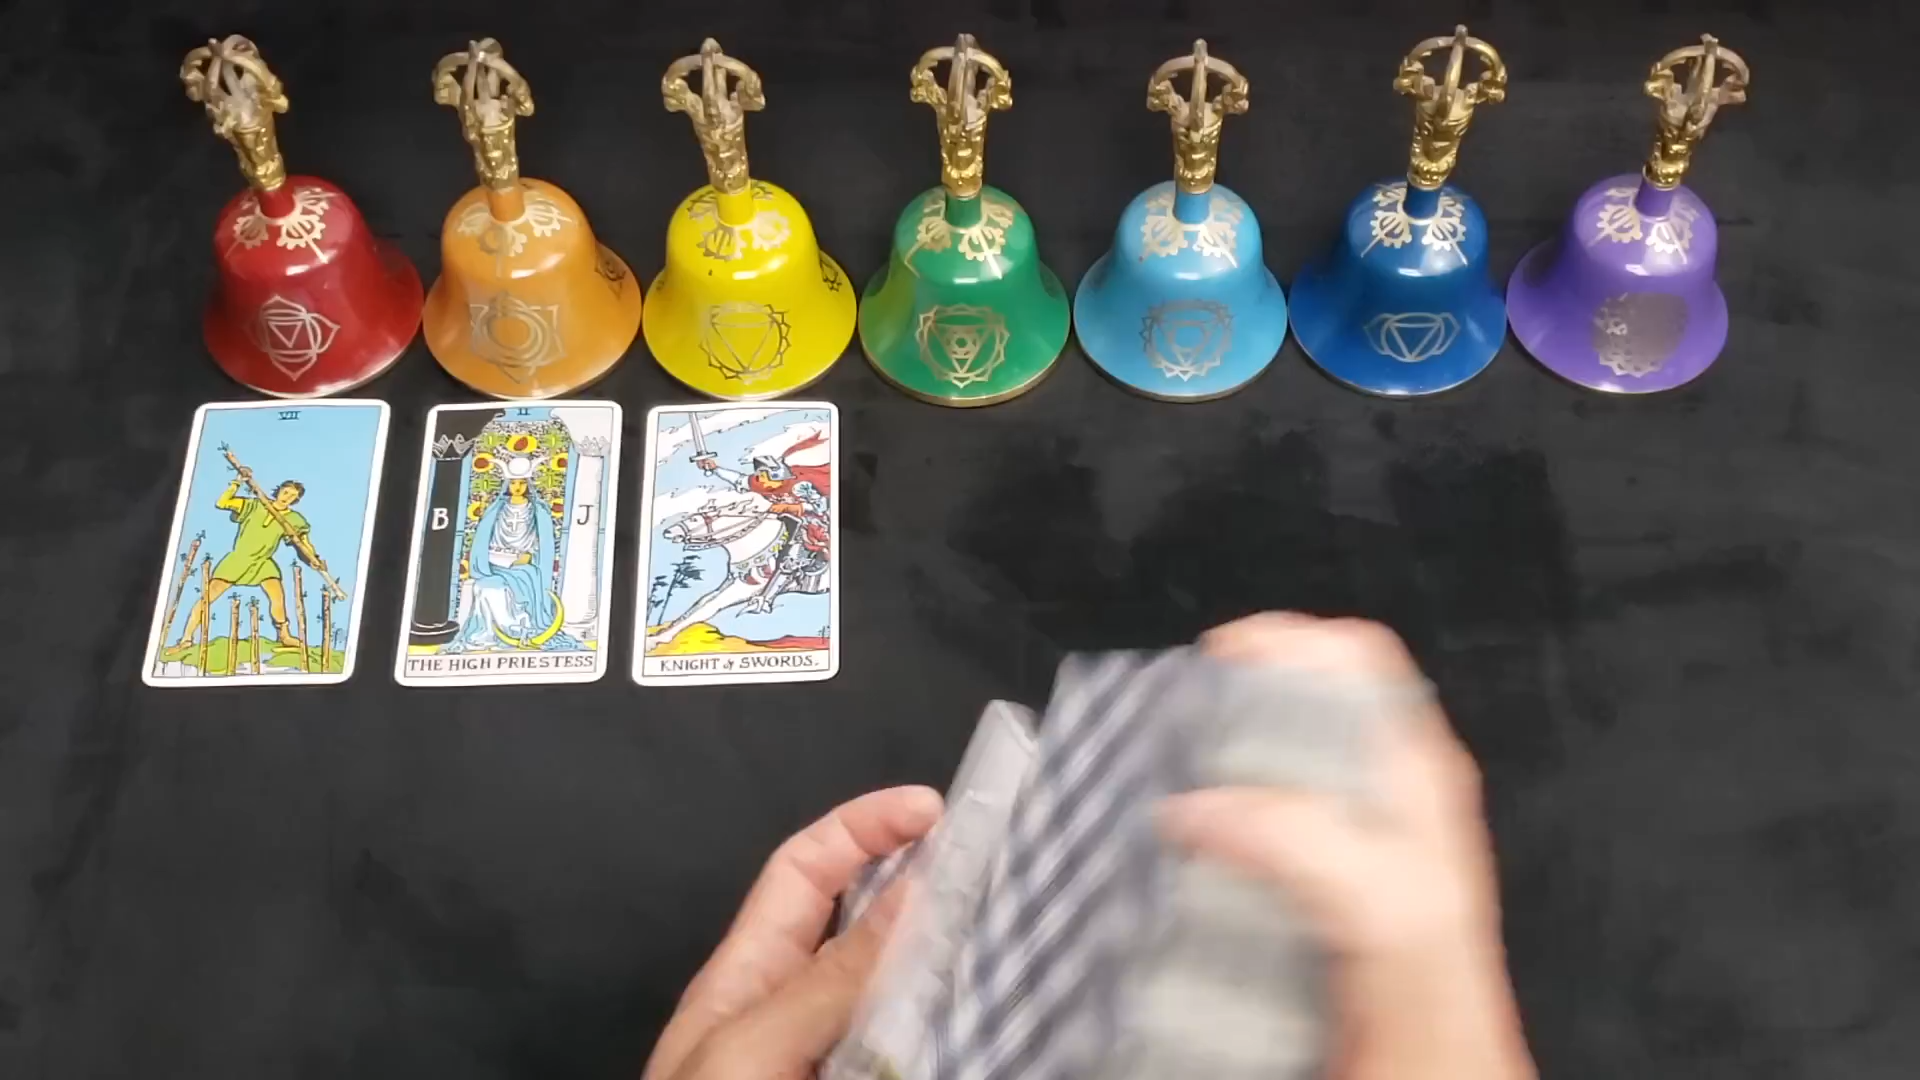 VII
II
B
J
THE HIGH PRIESTESS
KNIGHT of SWORDS.